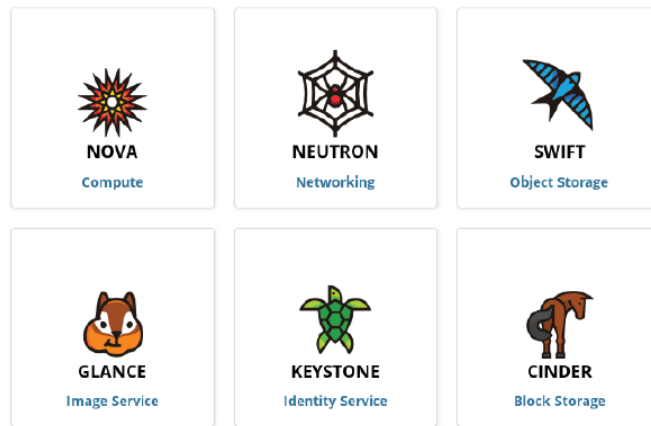 NOVA
Compute
NEUTRON
Networking
SWIFT
Object Storage
GLANCE
Image Service
KEYSTONE
Identity Service
CINDER
Block Storage